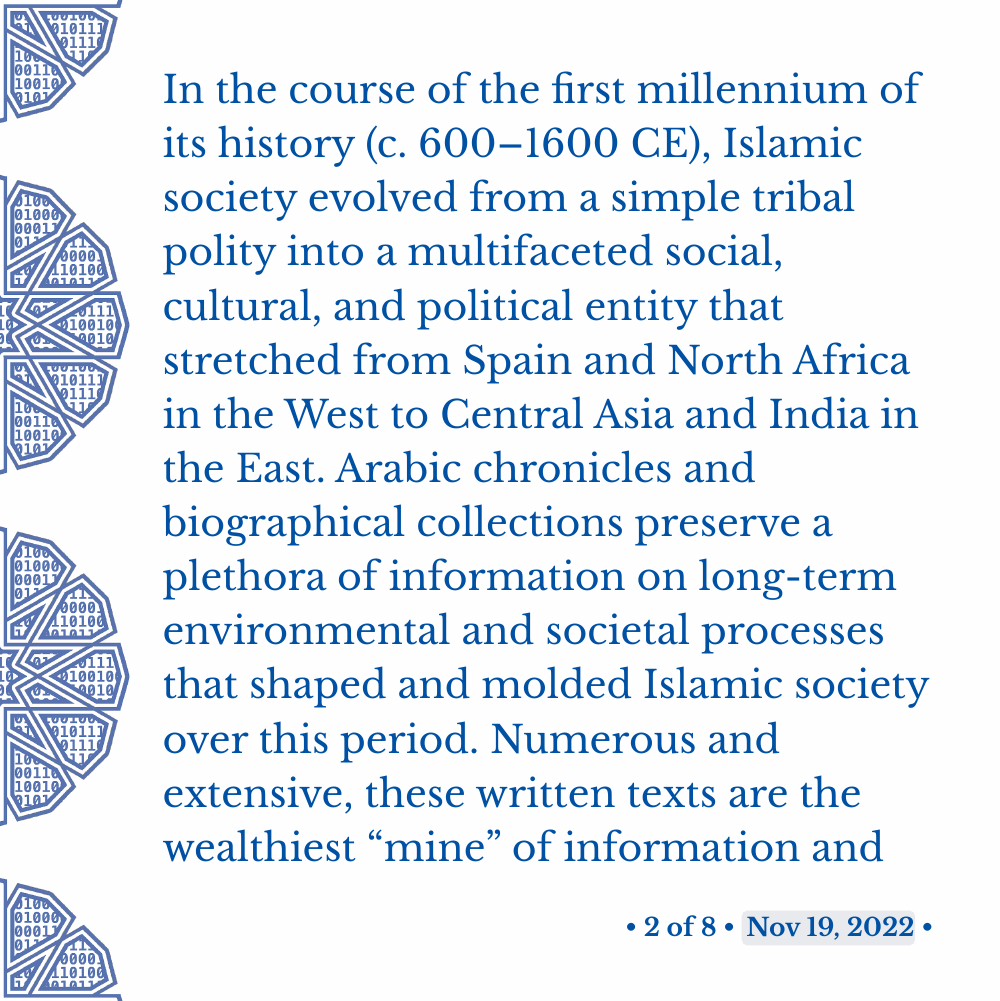 In the course of the first millennium of
its history (c. 600–1600 CE), Islamic
society evolved from a simple tribal
polity into a multifaceted social,
cultural, and political entity that
stretched from Spain and North Africa
in the West to Central Asia and India in
the East. Arabic chronicles and
biographical collections preserve a
plethora of information on long-term
environmental and societal processes
that shaped and molded Islamic society
over this period. Numerous and
extensive, these written texts are the
wealthiest “mine” of information and
• 2 of 8 • Nov 19, 2022 •